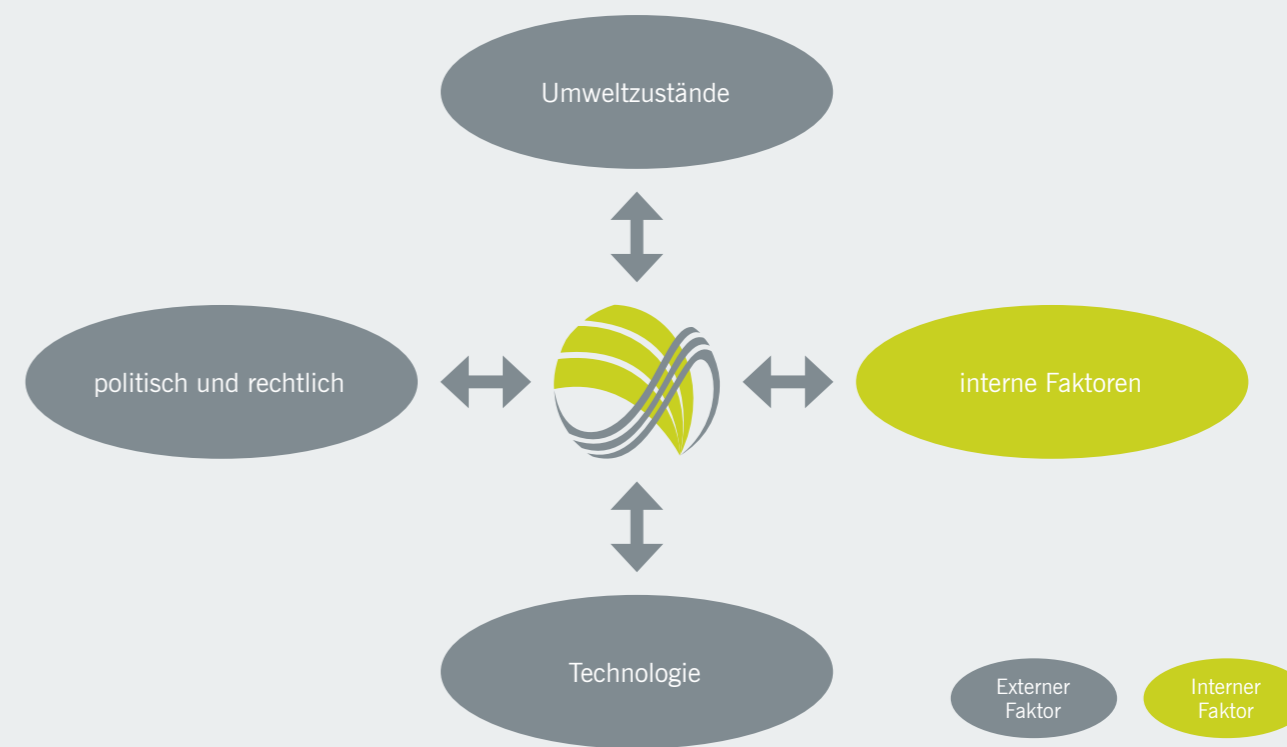 Umweltzustände
politisch und rechtlich
interne Faktoren
Technologie
Externer
Faktor
Interner
Faktor